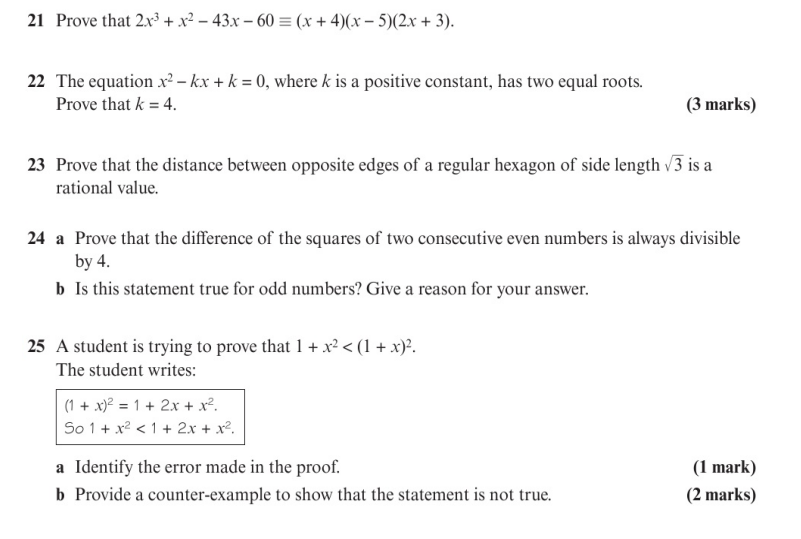 21 Prove that 2x³ + x² – 43x – 60 ≡ (x + 4)(x – 5)(2x + 3).
22 The equation x² – kx + k = 0, where k is a positive constant, has two equal roots.
Prove that k = 4. (3 marks)
23 Prove that the distance between opposite edges of a regular hexagon of side length √3 is a
rational value.
24 a Prove that the difference of the squares of two consecutive even numbers is always divisible
by 4.
b Is this statement true for odd numbers? Give a reason for your answer.
25 A student is trying to prove that 1 + x² < (1 + x)².
The student writes:
(1 + x)² = 1 + 2x + x².
So 1 + x² < 1 + 2x + x².
a Identify the error made in the proof. (1 mark)
b Provide a counter-example to show that the statement is not true. (2 marks)